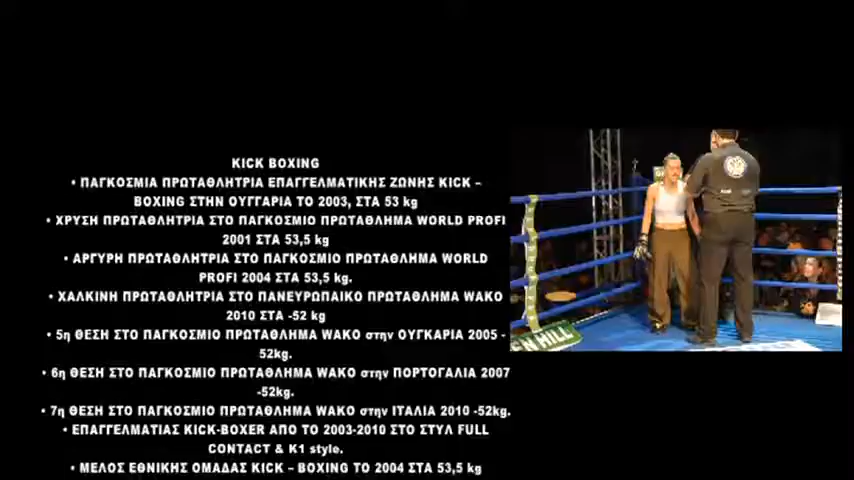 KICK BOXING
• ΠΑΓΚΟΣΜΙΑ ΠΡΩΤΑΘΛΗΤΡΙΑ ΕΠΑΓΓΕΛΜΑΤΙΚΗΣ ΖΩΝΗΣ KICK –
BOXING ΣΤΗΝ ΟΥΓΓΑΡΙΑ ΤΟ 2003, ΣΤΑ 53 kg
• ΧΡΥΣΗ ΠΡΩΤΑΘΛΗΤΡΙΑ ΣΤΟ ΠΑΓΚΟΣΜΙΟ ΠΡΩΤΑΘΛΗΜΑ WORLD PROFI
2001 ΣΤΑ 53,5 kg
• ΑΡΓΥΡΗ ΠΡΩΤΑΘΛΗΤΡΙΑ ΣΤΟ ΠΑΓΚΟΣΜΙΟ ΠΡΩΤΑΘΛΗΜΑ WORLD
PROFI 2004 ΣΤΑ 53,5 kg.
• ΧΑΛΚΙΝΗ ΠΡΩΤΑΘΛΗΤΡΙΑ ΣΤΟ ΠΑΝΕΥΡΩΠΑΙΚΟ ΠΡΩΤΑΘΛΗΜΑ WAKO
2010 ΣΤΑ -52 kg
• 5η ΘΕΣΗ ΣΤΟ ΠΑΓΚΟΣΜΙΟ ΠΡΩΤΑΘΛΗΜΑ WAKO στην ΟΥΓΚΑΡΙΑ 2005 -
52kg.
• 6η ΘΕΣΗ ΣΤΟ ΠΑΓΚΟΣΜΙΟ ΠΡΩΤΑΘΛΗΜΑ WAKO στην ΠΟΡΤΟΓΑΛΙΑ 2007
-52kg.
• 7η ΘΕΣΗ ΣΤΟ ΠΑΓΚΟΣΜΙΟ ΠΡΩΤΑΘΛΗΜΑ WAKO στην ΙΤΑΛΙΑ 2010 -52kg.
• ΕΠΑΓΓΕΛΜΑΤΙΑΣ KICK-BOXER ΑΠΟ ΤΟ 2003-2010 ΣΤΟ ΣΤΥΛ FULL
CONTACT & K1 style.
• ΜΕΛΟΣ ΕΘΝΙΚΗΣ ΟΜΑΔΑΣ KICK – BOXING ΤΟ 2004 ΣΤΑ 53,5 kg
HILL